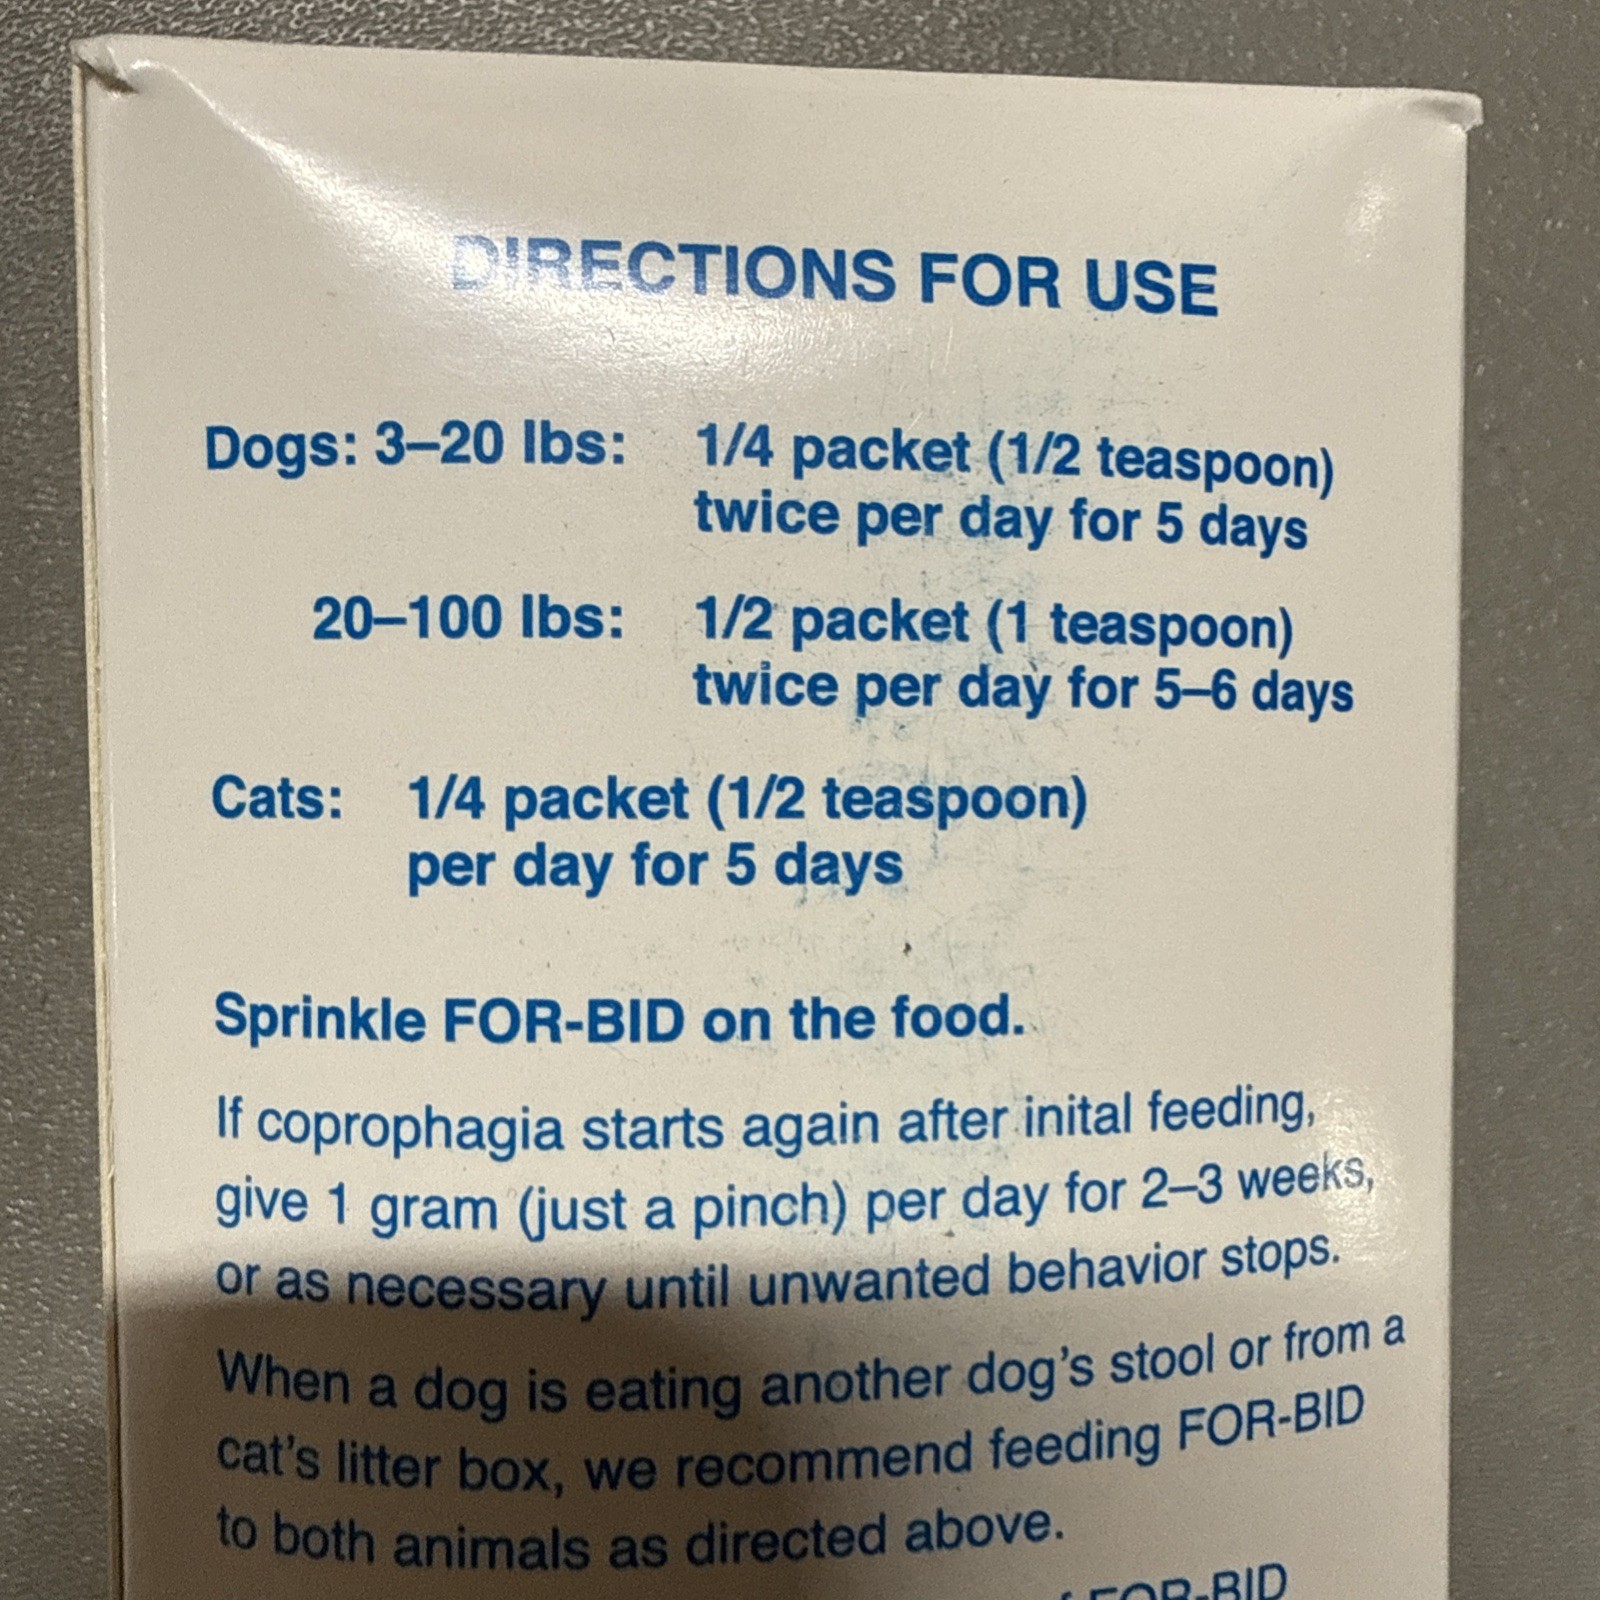 DIRECTIONS FOR USE
Dogs: 3–20 lbs: 1/4 packet (1/2 teaspoon)
twice per day for 5 days
20–100 lbs: 1/2 packet (1 teaspoon)
twice per day for 5–6 days
Cats: 1/4 packet (1/2 teaspoon)
per day for 5 days
Sprinkle FOR-BID on the food.
If coprophagia starts again after inital feeding,
give 1 gram (just a pinch) per day for 2–3 weeks,
or as necessary until unwanted behavior stops.
When a dog is eating another dog's stool or from a
cat's litter box, we recommend feeding FOR-BID
to both animals as directed above.
FOR-BID